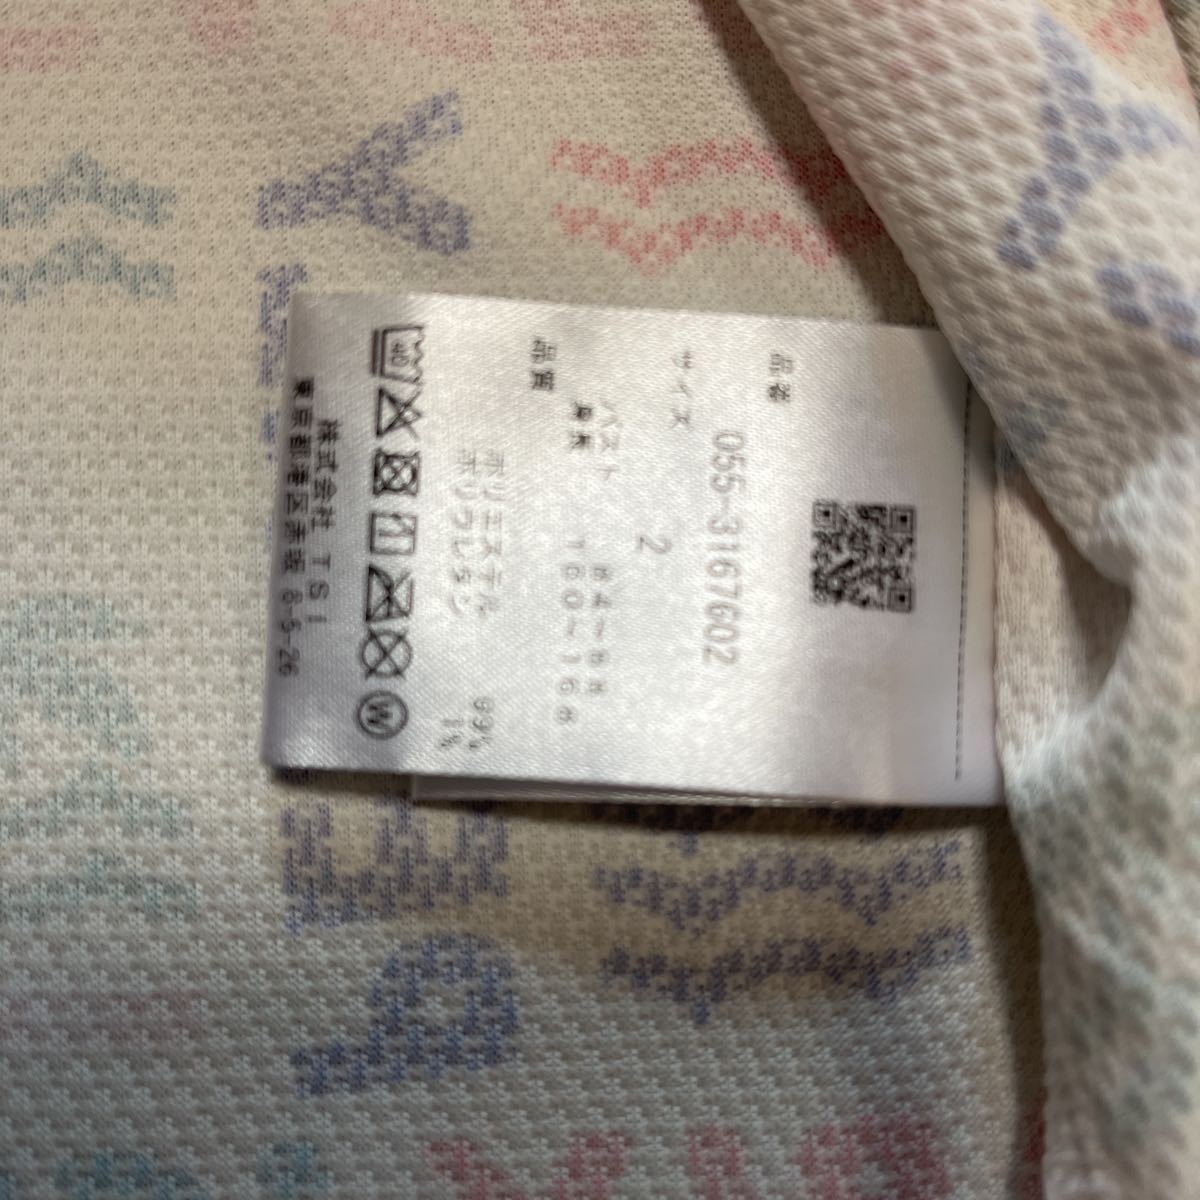 品番
055-3167602
サイズ
2
バスト 84~88
身長 160~168
品質
ポリエステル 99%
ポリウレタン 1%
40
W
株式会社 TSI
東京都港区赤坂 8-5-26